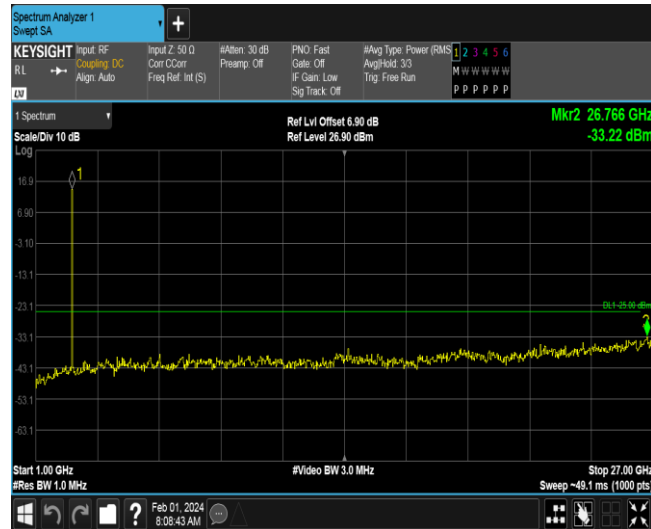 Spectrum Analyzer 1
Swept SA
+
KEYSIGHT
RL
LXI
Input: RF
Coupling: DC
Align: Auto
Input Z: 50 Ω
Corr CCorr
Freq Ref: Int (S)
#Atten: 30 dB
Preamp: Off
PNO: Fast
Gate: Off
IF Gain: Low
Sig Track: Off
#Avg Type: Power (RMS
Avg|Hold: 3/3
Trig: Free Run
1 2 3 4 5 6
M W W W W W
P P P P P P
1 Spectrum
Scale/Div 10 dB
Log
Ref Lvl Offset 6.90 dB
Ref Level 26.90 dBm
Mkr2 26.766 GHz
-33.22 dBm
1
16.9
6.90
-3.10
-13.1
-23.1
DL1 -25.00 dBm
2
-33.1
-43.1
-53.1
-63.1
Start 1.00 GHz
#Video BW 3.0 MHz
Stop 27.00 GHz
#Res BW 1.0 MHz
Sweep ~49.1 ms (1000 pts)
?
Feb 01, 2024
8:08:43 AM